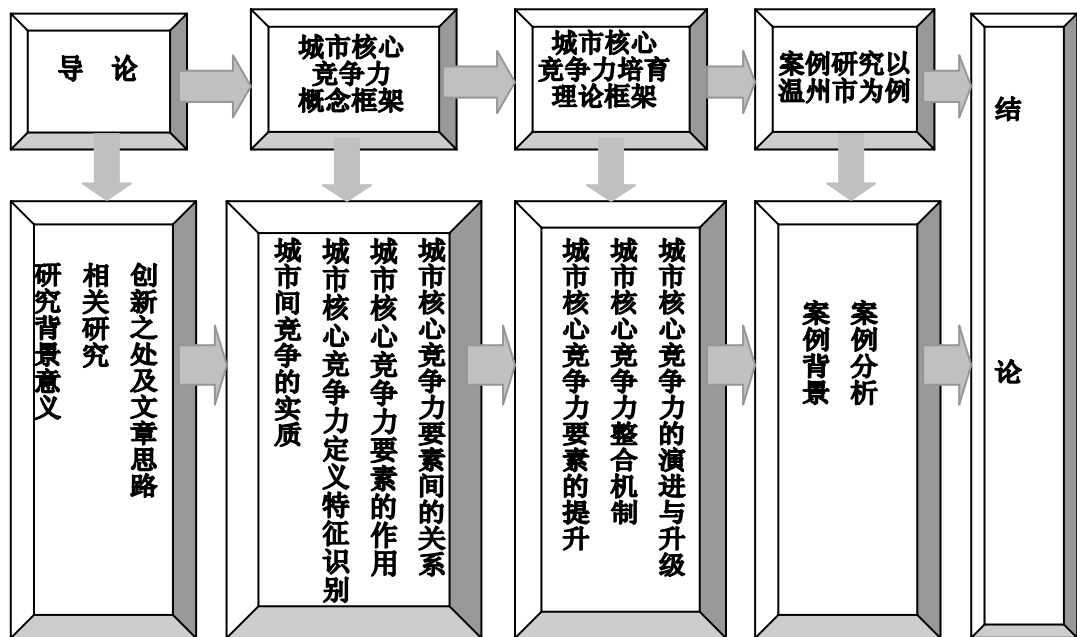 导 论
城市核心
竞争力
概念框架
城市核心
竞争力培育
理论框架
案例研究以
温州市为例
结
论
研究背景意义
相关研究
创新之处及文章思路
城市间竞争的实质
城市核心竞争力定义特征识别
城市核心竞争力要素的作用
城市核心竞争力要素间的关系
城市核心竞争力要素的提升
城市核心竞争力整合机制
城市核心竞争力的演进与升级
案例背景
案例分析